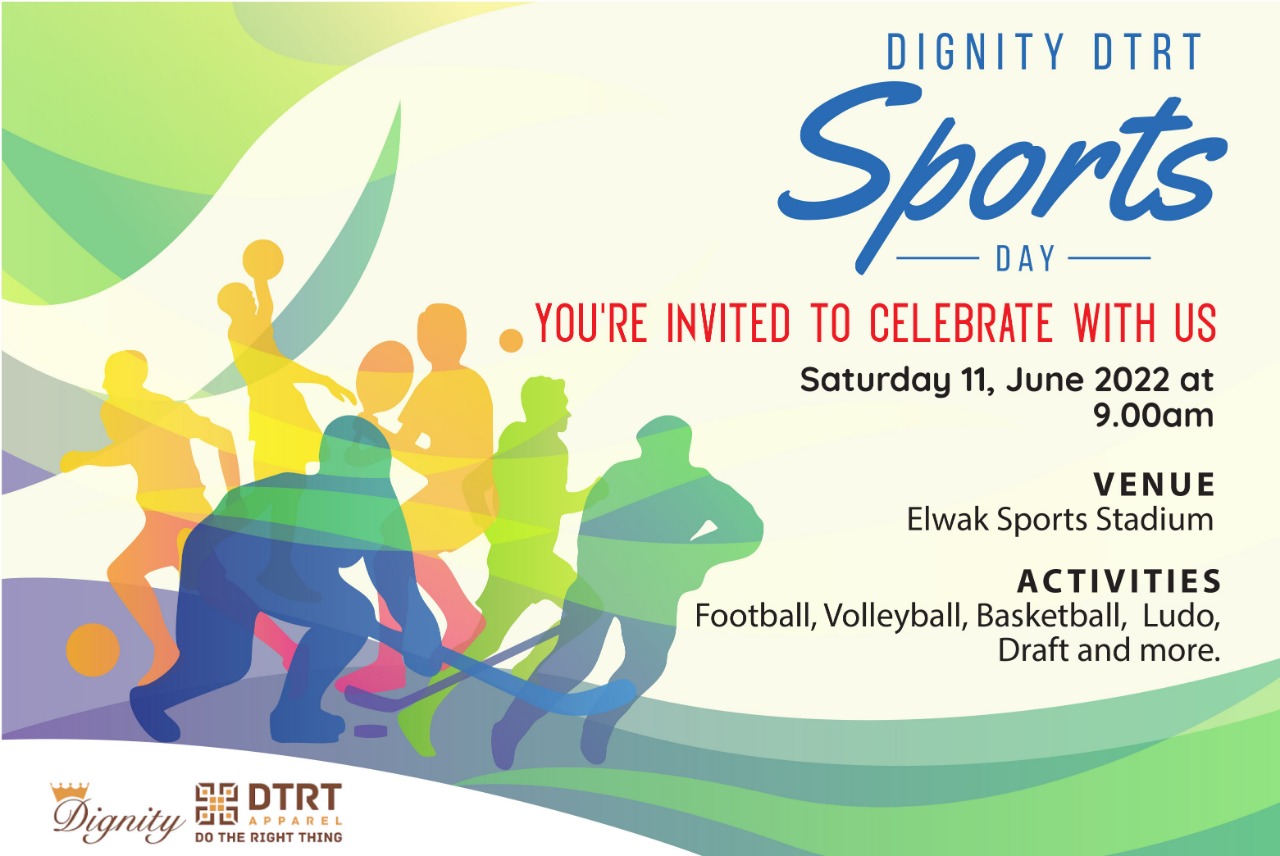 DIGNITY DTRT
Sports
DAY
YOU'RE INVITED TO CELEBRATE WITH US
Saturday 11, June 2022 at
9.00am
VENUE
Elwak Sports Stadium
ACTIVITIES
Football, Volleyball, Basketball, Ludo,
Draft and more.
Dignity
DTRT
APPAREL
DO THE RIGHT THING